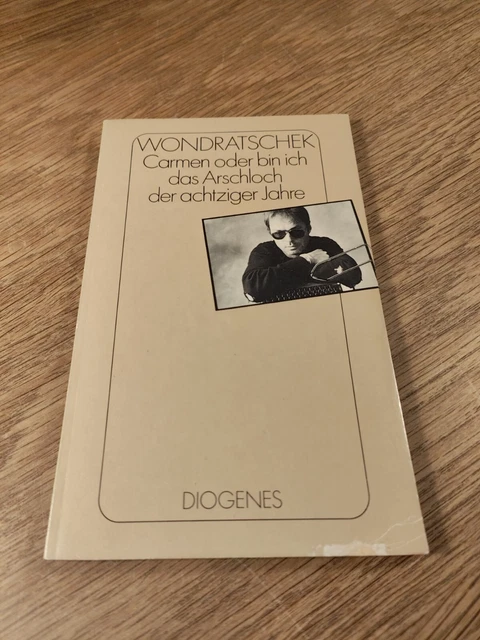 WONDRATSCHEK
Carmen oder bin ich
das Arschloch
der achtziger Jahre
DIOGENES